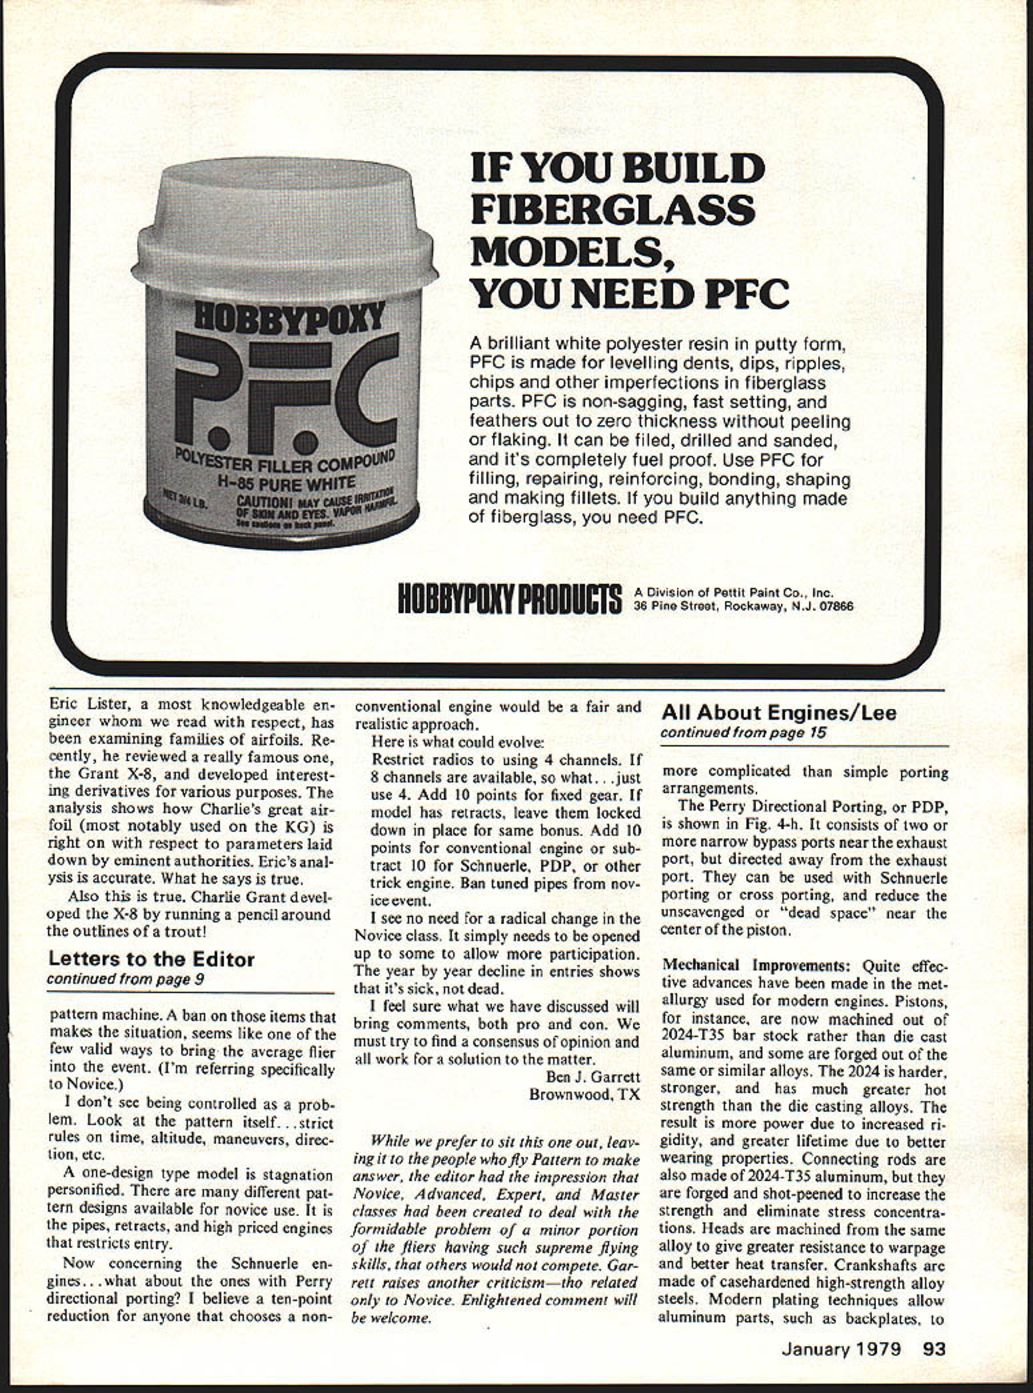 IF YOU BUILD
FIBERGLASS
MODELS,
YOU NEED PFC
A brilliant white polyester resin in putty form,
PFC is made for levelling dents, dips, ripples,
chips and other imperfections in fiberglass
parts. PFC is non-sagging, fast setting, and
feathers out to zero thickness without peeling
or flaking. It can be filed, drilled and sanded,
and it's completely fuel proof. Use PFC for
filling, repairing, reinforcing, bonding, shaping
and making fillets. If you build anything made
of fiberglass, you need PFC.
HOBBYPOXY
P.F.C
POLYESTER FILLER COMPOUND
H-85 PURE WHITE
NET 3/4 LB.
CAUTION! MAY CAUSE IRRITATION
OF SKIN AND EYES. VAPOR HARMFUL.
See cautions on back panel.
HOBBYPOXY PRODUCTS
A Division of Pettit Paint Co., Inc.
36 Pine Street, Rockaway, N.J. 07866
Eric Lister, a most knowledgeable en-
gineer whom we read with respect, has
been examining families of airfoils. Re-
cently, he reviewed a really famous one,
the Grant X-8, and developed interest-
ing derivatives for various purposes. The
analysis shows how Charlie's great air-
foil (most notably used on the KG) is
right on with respect to parameters laid
down by eminent authorities. Eric's anal-
ysis is accurate. What he says is true.
Also this is true. Charlie Grant devel-
oped the X-8 by running a pencil around
the outlines of a trout!
Letters to the Editor
continued from page 9
pattern machine. A ban on those items that
makes the situation, seems like one of the
few valid ways to bring the average flier
into the event. (I'm referring specifically
to Novice.)
I don't see being controlled as a prob-
lem. Look at the pattern itself...strict
rules on time, altitude, maneuvers, direc-
tion, etc.
A one-design type model is stagnation
personified. There are many different pat-
tern designs available for novice use. It is
the pipes, retracts, and high priced engines
that restricts entry.
Now concerning the Schnuerle en-
gines...what about the ones with Perry
directional porting? I believe a ten-point
reduction for anyone that chooses a non-
conventional engine would be a fair and
realistic approach.
Here is what could evolve:
Restrict radios to using 4 channels. If
8 channels are available, so what...just
use 4. Add 10 points for fixed gear. If
model has retracts, leave them locked
down in place for same bonus. Add 10
points for conventional engine or sub-
tract 10 for Schnuerle, PDP, or other
trick engine. Ban tuned pipes from nov-
ice event.
I see no need for a radical change in the
Novice class. It simply needs to be opened
up to some to allow more participation.
The year by year decline in entries shows
that it's sick, not dead.
I feel sure what we have discussed will
bring comments, both pro and con. We
must try to find a consensus of opinion and
all work for a solution to the matter.
Ben J. Garrett
Brownwood, TX
While we prefer to sit this one out, leav-
ing it to the people who fly Pattern to make
answer, the editor had the impression that
Novice, Advanced, Expert, and Master
classes had been created to deal with the
formidable problem of a minor portion
of the fliers having such supreme flying
skills, that others would not compete. Gar-
rett raises another criticism—tho related
only to Novice. Enlightened comment will
be welcome.
All About Engines/Lee
continued from page 15
more complicated than simple porting
arrangements.
The Perry Directional Porting, or PDP,
is shown in Fig. 4-h. It consists of two or
more narrow bypass ports near the exhaust
port, but directed away from the exhaust
port. They can be used with Schnuerle
porting or cross porting, and reduce the
unscavenged or "dead space" near the
center of the piston.
Mechanical Improvements: Quite effec-
tive advances have been made in the met-
allurgy used for modern engines. Pistons,
for instance, are now machined out of
2024-T35 bar stock rather than die cast
aluminum, and some are forged out of the
same or similar alloys. The 2024 is harder,
stronger, and has much greater hot
strength than the die casting alloys. The
result is more power due to increased ri-
gidity, and greater lifetime due to better
wearing properties. Connecting rods are
also made of 2024-T35 aluminum, but they
are forged and shot-peened to increase the
strength and eliminate stress concentra-
tions. Heads are machined from the same
alloy to give greater resistance to warpage
and better heat transfer. Crankshafts are
made of casehardened high-strength alloy
steels. Modern plating techniques allow
aluminum parts, such as backplates, to
January 1979 93